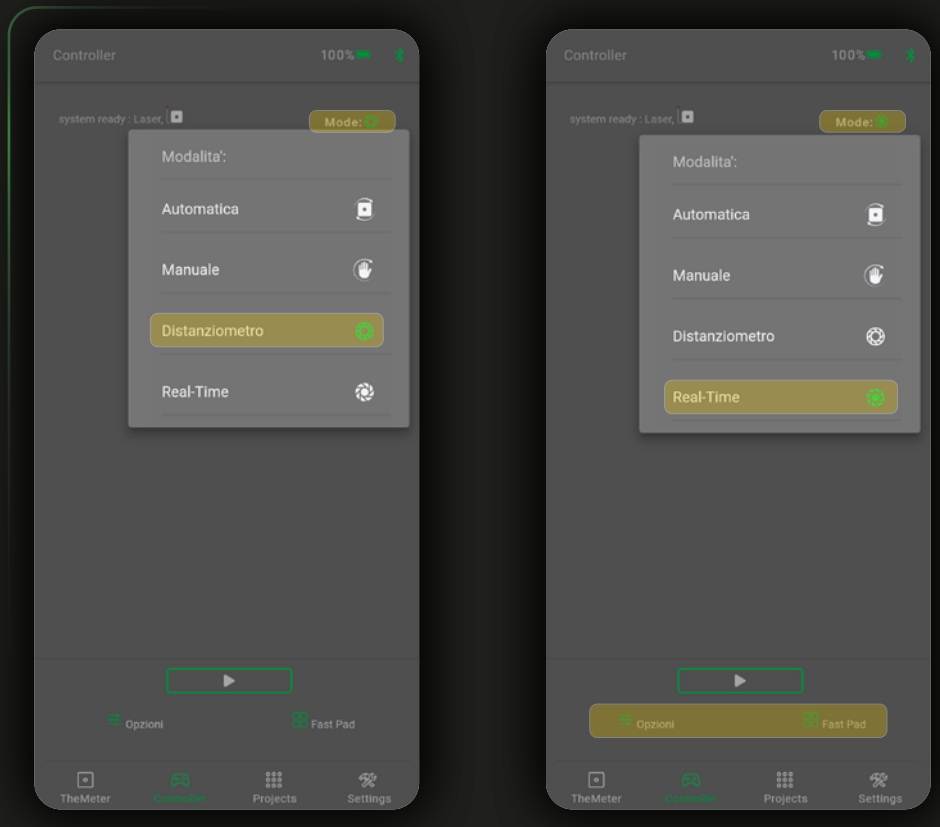 Controller 100%
system ready : Laser,
Mode:
Modalita':
Automatica
Manuale
Distanziometro
Real-Time
Opzioni Fast Pad
TheMeter Controller Projects Settings
Controller 100%
system ready : Laser,
Mode:
Modalita':
Automatica
Manuale
Distanziometro
Real-Time
Opzioni Fast Pad
TheMeter Controller Projects Settings